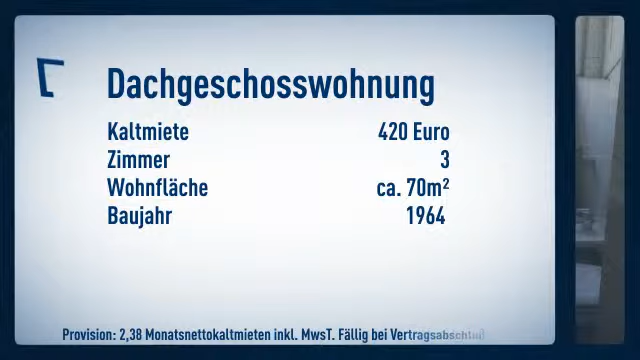 Dachgeschosswohnung
Kaltmiete 420 Euro
Zimmer 3
Wohnfläche ca. 70m²
Baujahr 1964
Provision: 2,38 Monatsnettokaltmieten inkl. MwsT. Fällig bei